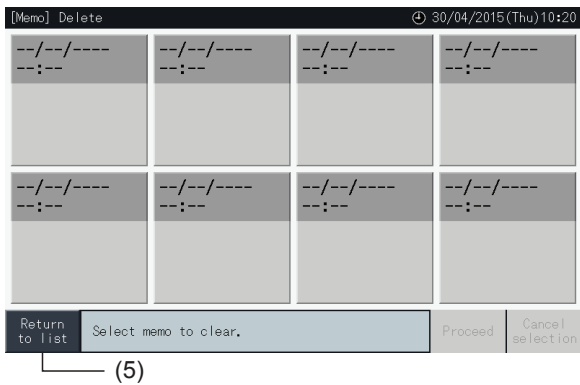 [Memo] Delete 30/04/2015(Thu)10:20
--/--/---- --/--/---- --/--/---- --/--/----
--:-- --:-- --:-- --:--
--/--/---- --/--/---- --/--/---- --/--/----
--:-- --:-- --:-- --:--
Return
to list
Select memo to clear.
Proceed
Cancel
selection
(5)